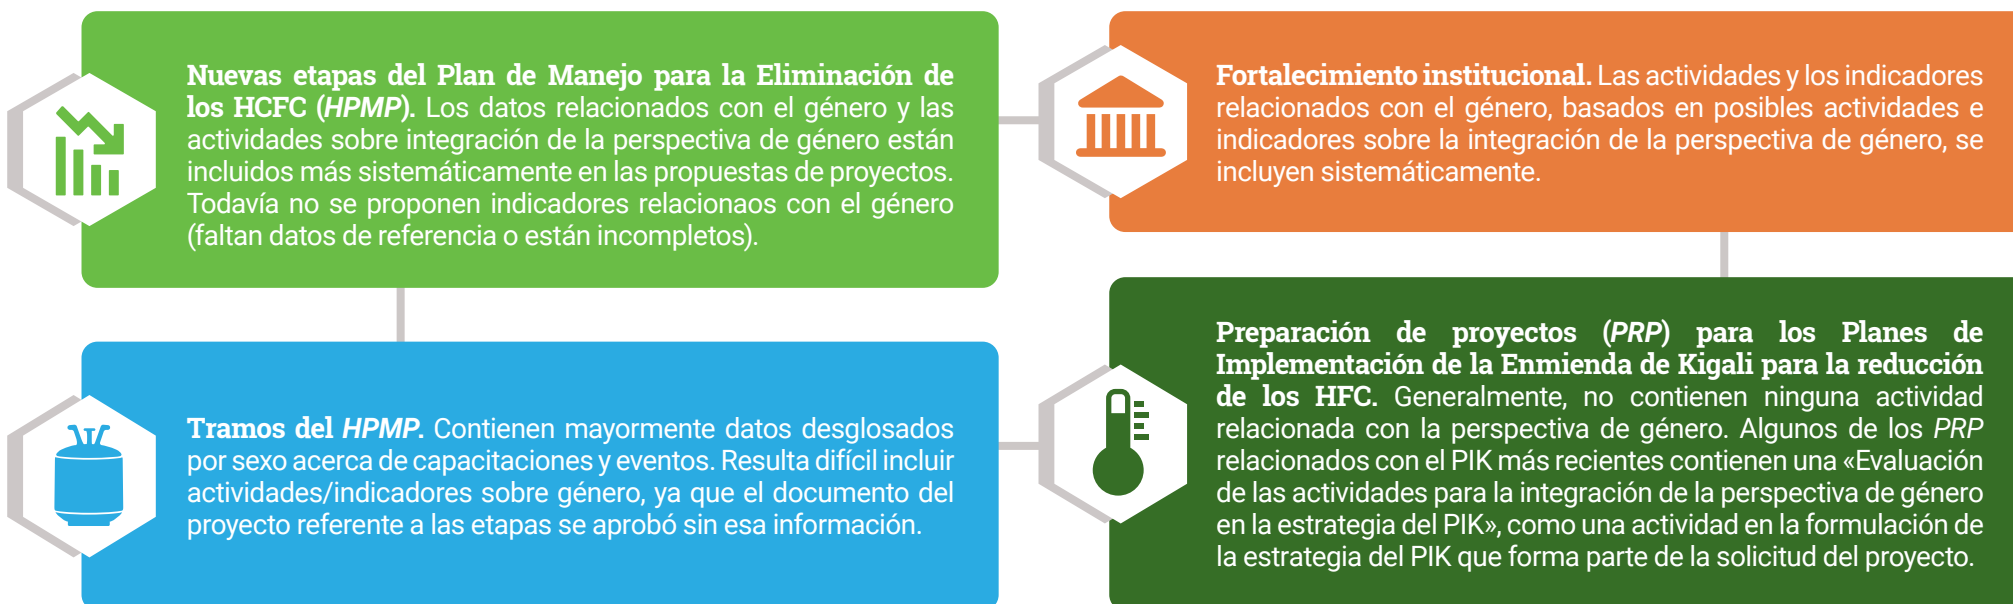 Nuevas etapas del Plan de Manejo para la Eliminación de
los HCFC (HPMP). Los datos relacionados con el género y las
actividades sobre integración de la perspectiva de género están
incluidos más sistemáticamente en las propuestas de proyectos.
Todavía no se proponen indicadores relacionaos con el género
(faltan datos de referencia o están incompletos).
Fortalecimiento institucional. Las actividades y los indicadores
relacionados con el género, basados en posibles actividades e
indicadores sobre la integración de la perspectiva de género, se
incluyen sistemáticamente.
Tramos del HPMP. Contienen mayormente datos desglosados
por sexo acerca de capacitaciones y eventos. Resulta difícil incluir
actividades/indicadores sobre género, ya que el documento del
proyecto referente a las etapas se aprobó sin esa información.
Preparación de proyectos (PRP) para los Planes de
Implementación de la Enmienda de Kigali para la reducción
de los HFC. Generalmente, no contienen ninguna actividad
relacionada con la perspectiva de género. Algunos de los PRP
relacionados con el PIK más recientes contienen una «Evaluación
de las actividades para la integración de la perspectiva de género
en la estrategia del PIK», como una actividad en la formulación de
la estrategia del PIK que forma parte de la solicitud del proyecto.